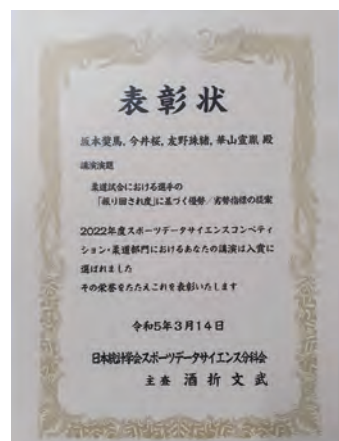 表彰状
坂本蘭馬, 今井桜, 友野珠緒, 華山宣胤 殿
講演演題
柔道試合における選手の
「振り回され度」に基づく優勢／劣勢指標の提案
2022年度スポーツデータサイエンスコンペティ
ション・柔道部門におけるあなたの講演は入賞に
選ばれました
その栄誉をたたえこれを表彰いたします
令和5年3月14日
日本統計学会スポーツデータサイエンス分科会
主査 酒折文武